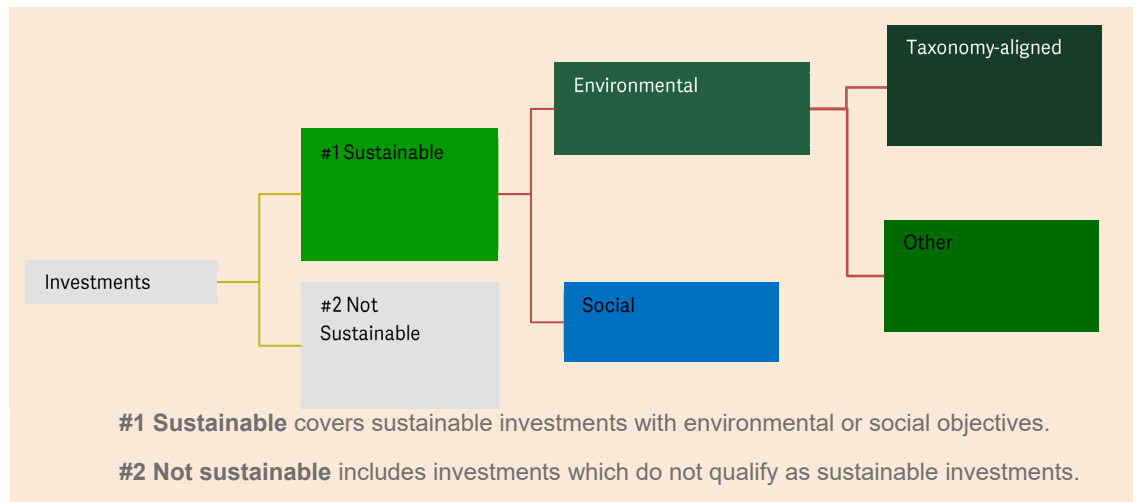 Taxonomy-aligned
Environmental
#1 Sustainable
Other
Investments
#2 Not
Sustainable
Social
#1 Sustainable covers sustainable investments with environmental or social objectives.
#2 Not sustainable includes investments which do not qualify as sustainable investments.